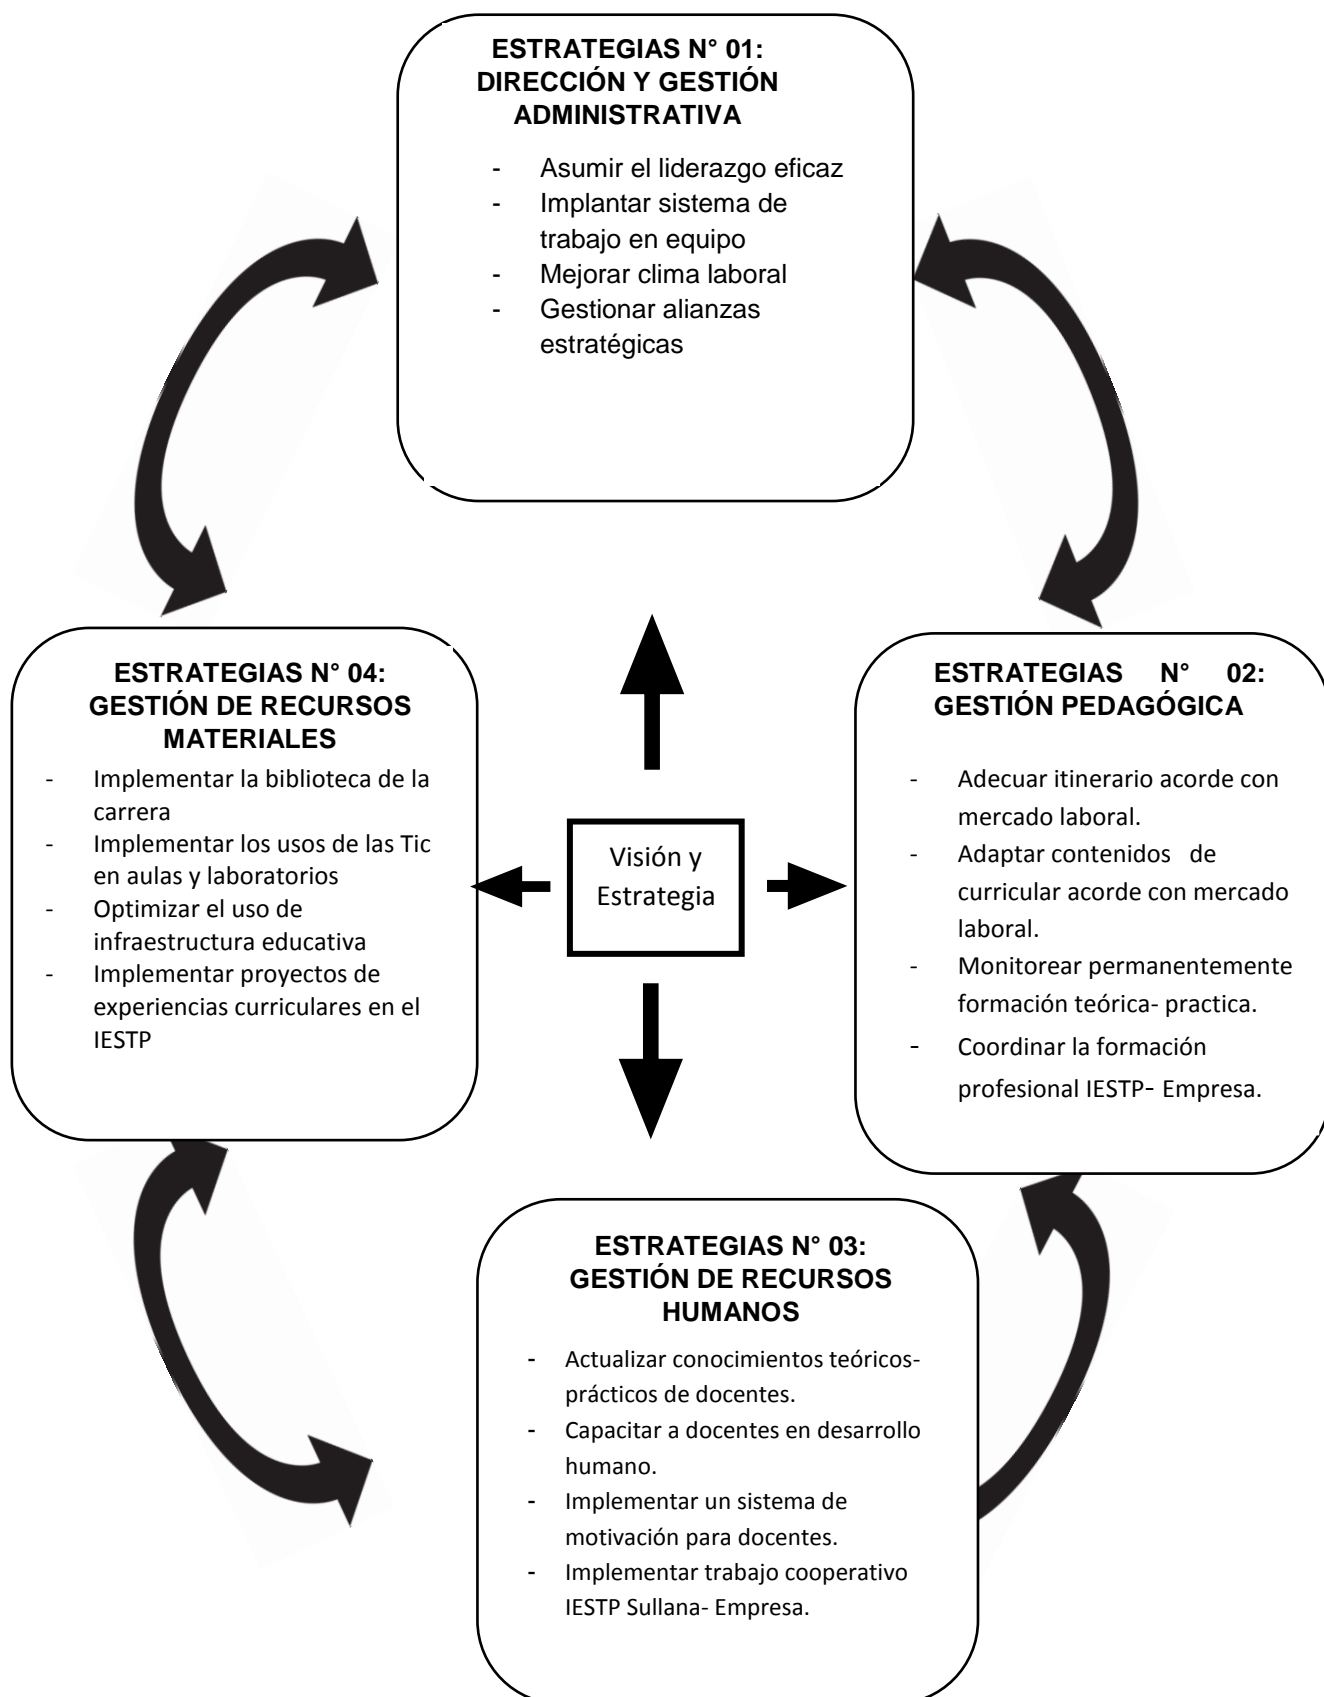 ESTRATEGIAS N° 01:
DIRECCIÓN Y GESTIÓN
ADMINISTRATIVA
- Asumir el liderazgo eficaz
- Implantar sistema de
trabajo en equipo
- Mejorar clima laboral
- Gestionar alianzas
estratégicas
ESTRATEGIAS N° 04:
GESTIÓN DE RECURSOS
MATERIALES
- Implementar la biblioteca de la
carrera
- Implementar los usos de las Tic
en aulas y laboratorios
- Optimizar el uso de
infraestructura educativa
- Implementar proyectos de
experiencias curriculares en el
IESTP
Visión y
Estrategia
ESTRATEGIAS N° 02:
GESTIÓN PEDAGÓGICA
- Adecuar itinerario acorde con
mercado laboral.
- Adaptar contenidos de
curricular acorde con mercado
laboral.
- Monitorear permanentemente
formación teórica- practica.
- Coordinar la formación
profesional IESTP- Empresa.
ESTRATEGIAS N° 03:
GESTIÓN DE RECURSOS
HUMANOS
- Actualizar conocimientos teóricos-
prácticos de docentes.
- Capacitar a docentes en desarrollo
humano.
- Implementar un sistema de
motivación para docentes.
- Implementar trabajo cooperativo
IESTP Sullana- Empresa.